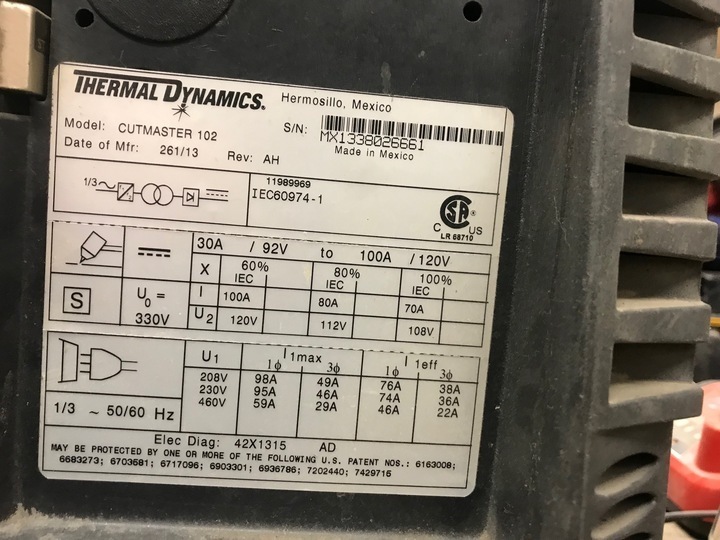 THERMAL DYNAMICS®
Hermosillo, Mexico
Model: CUTMASTER 102
S/N: MX1338026661
Date of Mfr: 261/13 Rev: AH
Made in Mexico
1/3 ~
11989969
IEC60974-1
CSA ®
C US
LR 68710
30A / 92V to 100A / 120V
X 60% IEC 80% IEC 100% IEC
S
U0 = 330V
I 100A 80A 70A
U2 120V 112V 108V
U1 I1max I1eff
1ϕ 3ϕ 1ϕ 3ϕ
208V 98A 49A 76A 38A
230V 95A 46A 74A 36A
460V 59A 29A 46A 22A
1/3 ~ 50/60 Hz
Elec Diag: 42X1315 AD
MAY BE PROTECTED BY ONE OR MORE OF THE FOLLOWING U.S. PATENT NOS.: 6163008;
6683273; 6703581; 6717096; 6903301; 6936786; 7202440; 7429716